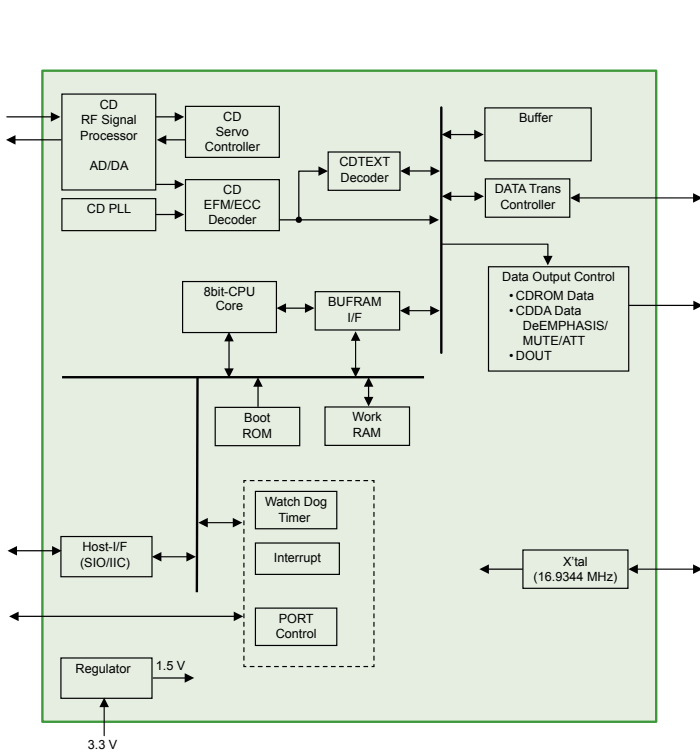 CD
RF Signal
Processor
AD/DA
CD
Servo
Controller
CD PLL
CD
EFM/ECC
Decoder
CDTEXT
Decoder
Buffer
DATA Trans
Controller
Data Output Control
• CDROM Data
• CDDA Data
DeEMPHASIS/
MUTE/ATT
• DOUT
8bit-CPU
Core
BUFRAM
I/F
Boot
ROM
Work
RAM
Watch Dog
Timer
Interrupt
PORT
Control
Host-I/F
(SIO/IIC)
X'tal
(16.9344 MHz)
Regulator
1.5 V
3.3 V